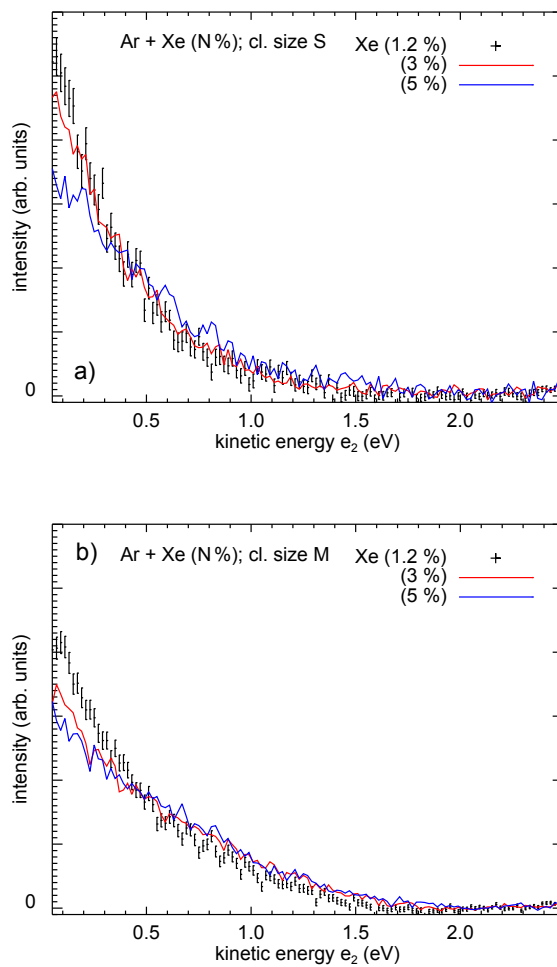 Ar + Xe (N%); cl. size S Xe (1.2 %)
(3 %)
(5 %)
intensity (arb. units)
a)
0
0.5 1.0 1.5 2.0
kinetic energy e₂ (eV)
b) Ar + Xe (N%); cl. size M Xe (1.2 %)
(3 %)
(5 %)
intensity (arb. units)
0
0.5 1.0 1.5 2.0
kinetic energy e₂ (eV)